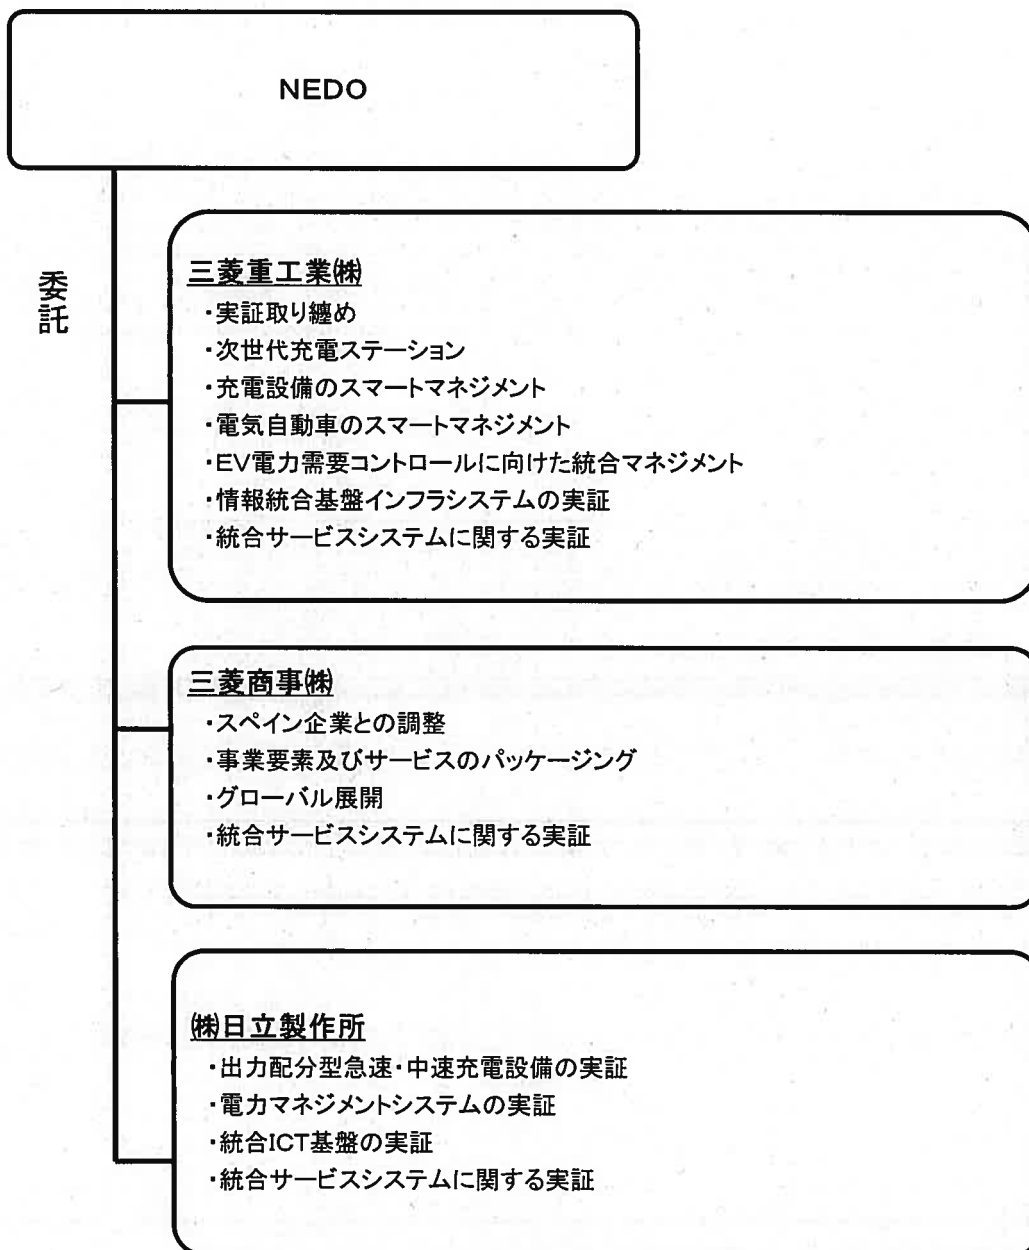 NEDO
委託
三菱重工業㈱
・実証取り纏め
・次世代充電ステーション
・充電設備のスマートマネジメント
・電気自動車のスマートマネジメント
・EV電力需要コントロールに向けた統合マネジメント
・情報統合基盤インフラシステムの実証
・統合サービスシステムに関する実証
三菱商事㈱
・スペイン企業との調整
・事業要素及びサービスのパッケージング
・グローバル展開
・統合サービスシステムに関する実証
㈱日立製作所
・出力配分型急速・中速充電設備の実証
・電力マネジメントシステムの実証
・統合ICT基盤の実証
・統合サービスシステムに関する実証